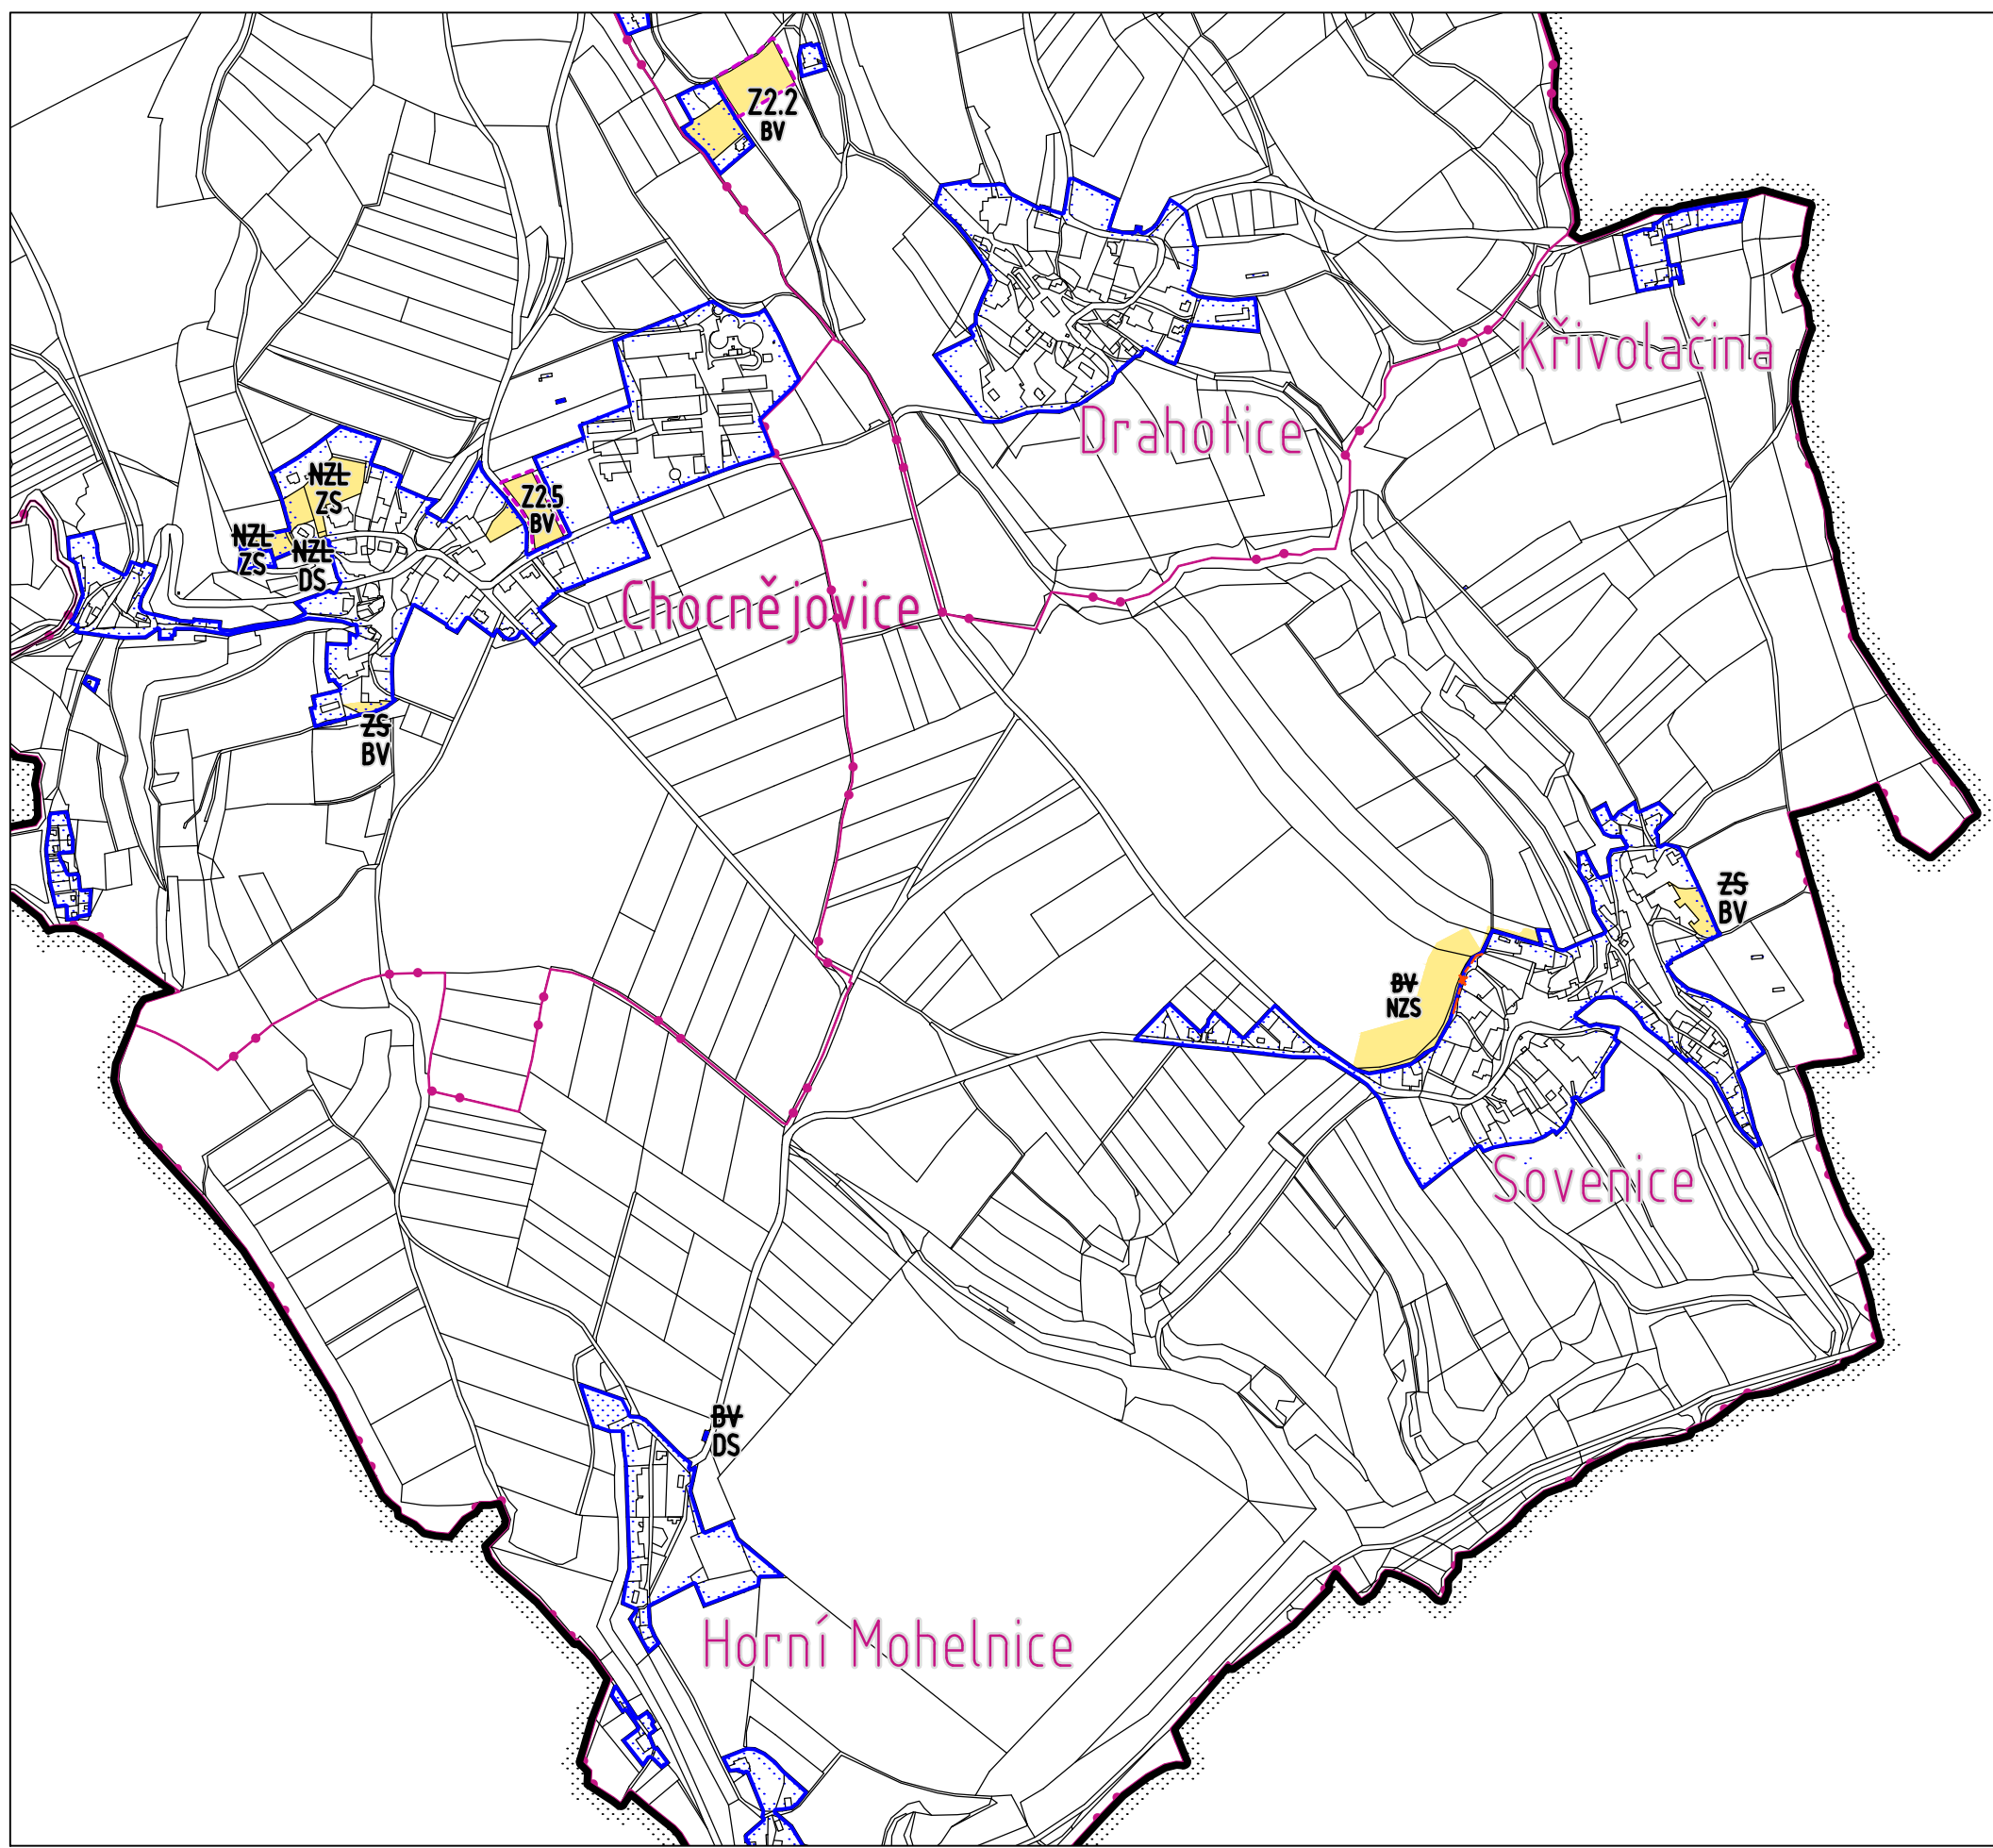 Z2.2
BV
Křivolačina
Drahotice
NZL
ZS
Z2.5
BV
NZL
ZS
NZL
DS
Chocnějovice
ZS
BV
ZS
BV
BV
NZS
Sovenice
BV
DS
Horní Mohelnice